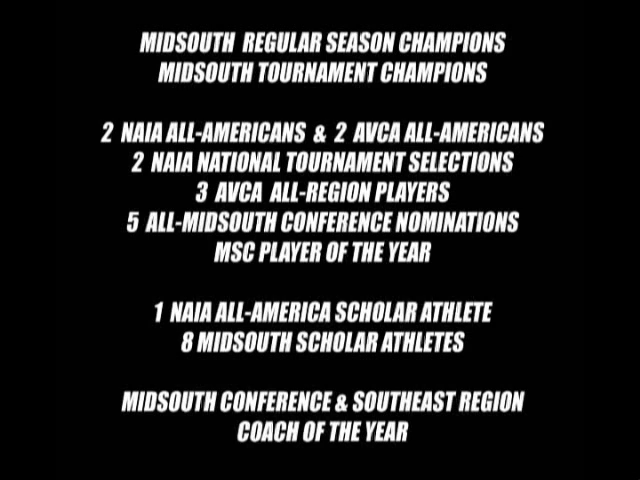 MIDSOUTH REGULAR SEASON CHAMPIONS
MIDSOUTH TOURNAMENT CHAMPIONS
2 NAIA ALL-AMERICANS & 2 AVCA ALL-AMERICANS
2 NAIA NATIONAL TOURNAMENT SELECTIONS
3 AVCA ALL-REGION PLAYERS
5 ALL-MIDSOUTH CONFERENCE NOMINATIONS
MSC PLAYER OF THE YEAR
1 NAIA ALL-AMERICA SCHOLAR ATHLETE
8 MIDSOUTH SCHOLAR ATHLETES
MIDSOUTH CONFERENCE & SOUTHEAST REGION
COACH OF THE YEAR